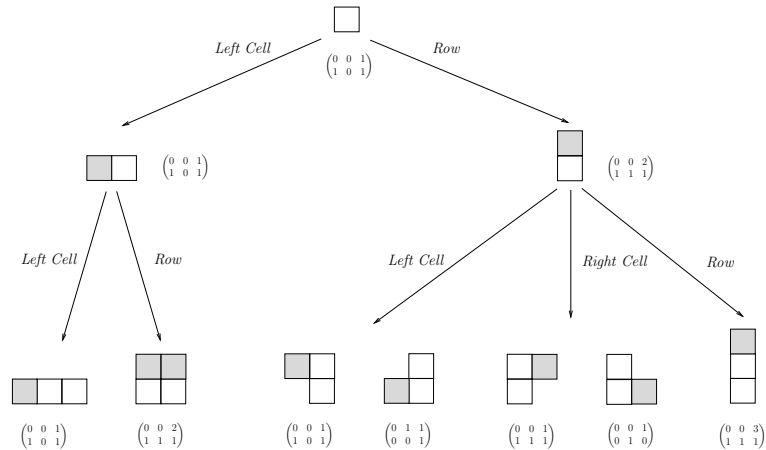 Left Cell
Row
(0 0 1
1 0 1)
(0 0 1
1 0 1)
(0 0 2
1 1 1)
Left Cell
Row
Left Cell
Right Cell
Row
(0 0 1
1 0 1)
(0 0 2
1 1 1)
(0 0 1
1 0 1)
(0 1 1
0 0 1)
(0 0 1
1 1 1)
(0 0 1
0 1 0)
(0 0 3
1 1 1)